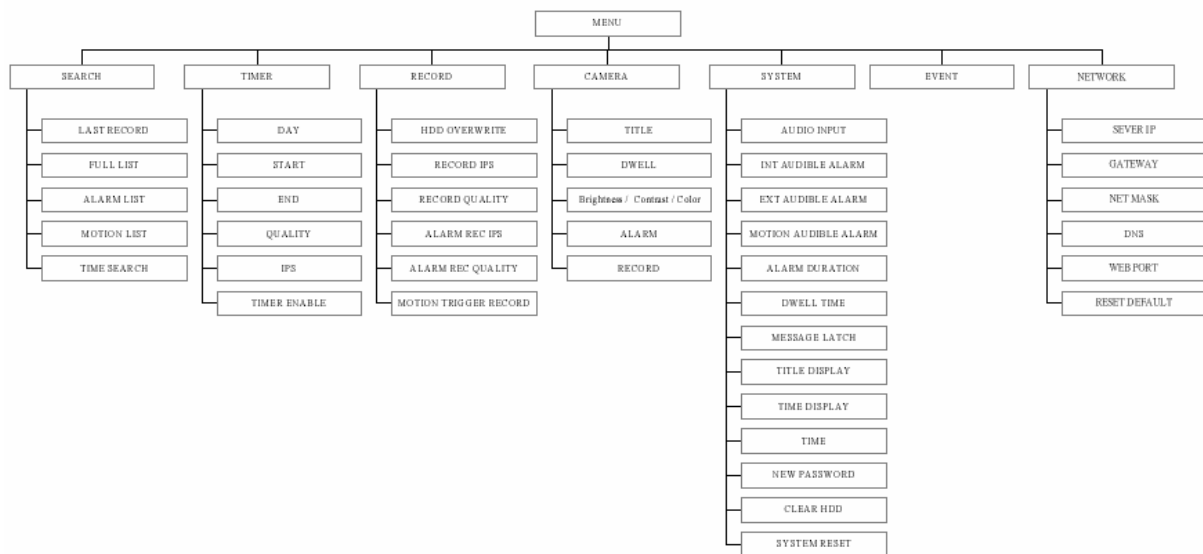 MENU
SEARCH
TIMER
RECORD
CAMERA
SYSTEM
EVENT
NETWORK
LAST RECORD
FULL LIST
ALARM LIST
MOTION LIST
TIME SEARCH
DAY
START
END
QUALITY
IPS
TIMER ENABLE
HDD OVERWRITE
RECORD IPS
RECORD QUALITY
ALARM REC IPS
ALARM REC QUALITY
MOTION TRIGGER RECORD
TITLE
DWELL
Brightness / Contrast / Color
ALARM
RECORD
AUDIO INPUT
INT AUDIBLE ALARM
EXT AUDIBLE ALARM
MOTION AUDIBLE ALARM
ALARM DURATION
DWELL TIME
MESSAGE LATCH
TITLE DISPLAY
TIME DISPLAY
TIME
NEW PASSWORD
CLEAR HDD
SYSTEM RESET
SEVER IP
GATEWAY
NET MASK
DNS
WEB PORT
RESET DEFAULT